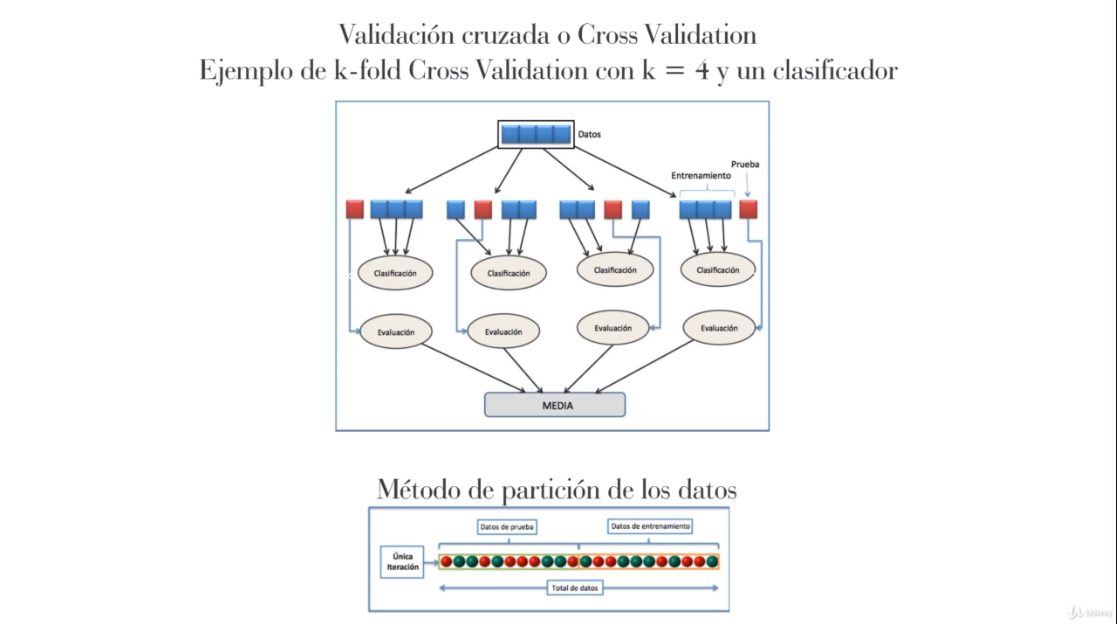 Validación cruzada o Cross Validation
Ejemplo de k-fold Cross Validation con k = 4 y un clasificador
Datos
Prueba
Entrenamiento
Clasificación
Clasificación
Clasificación
Clasificación
Evaluación
Evaluación
Evaluación
Evaluación
MEDIA
Método de partición de los datos
Datos de prueba
Datos de entrenamiento
Única
Iteración
Total de datos
Udemy